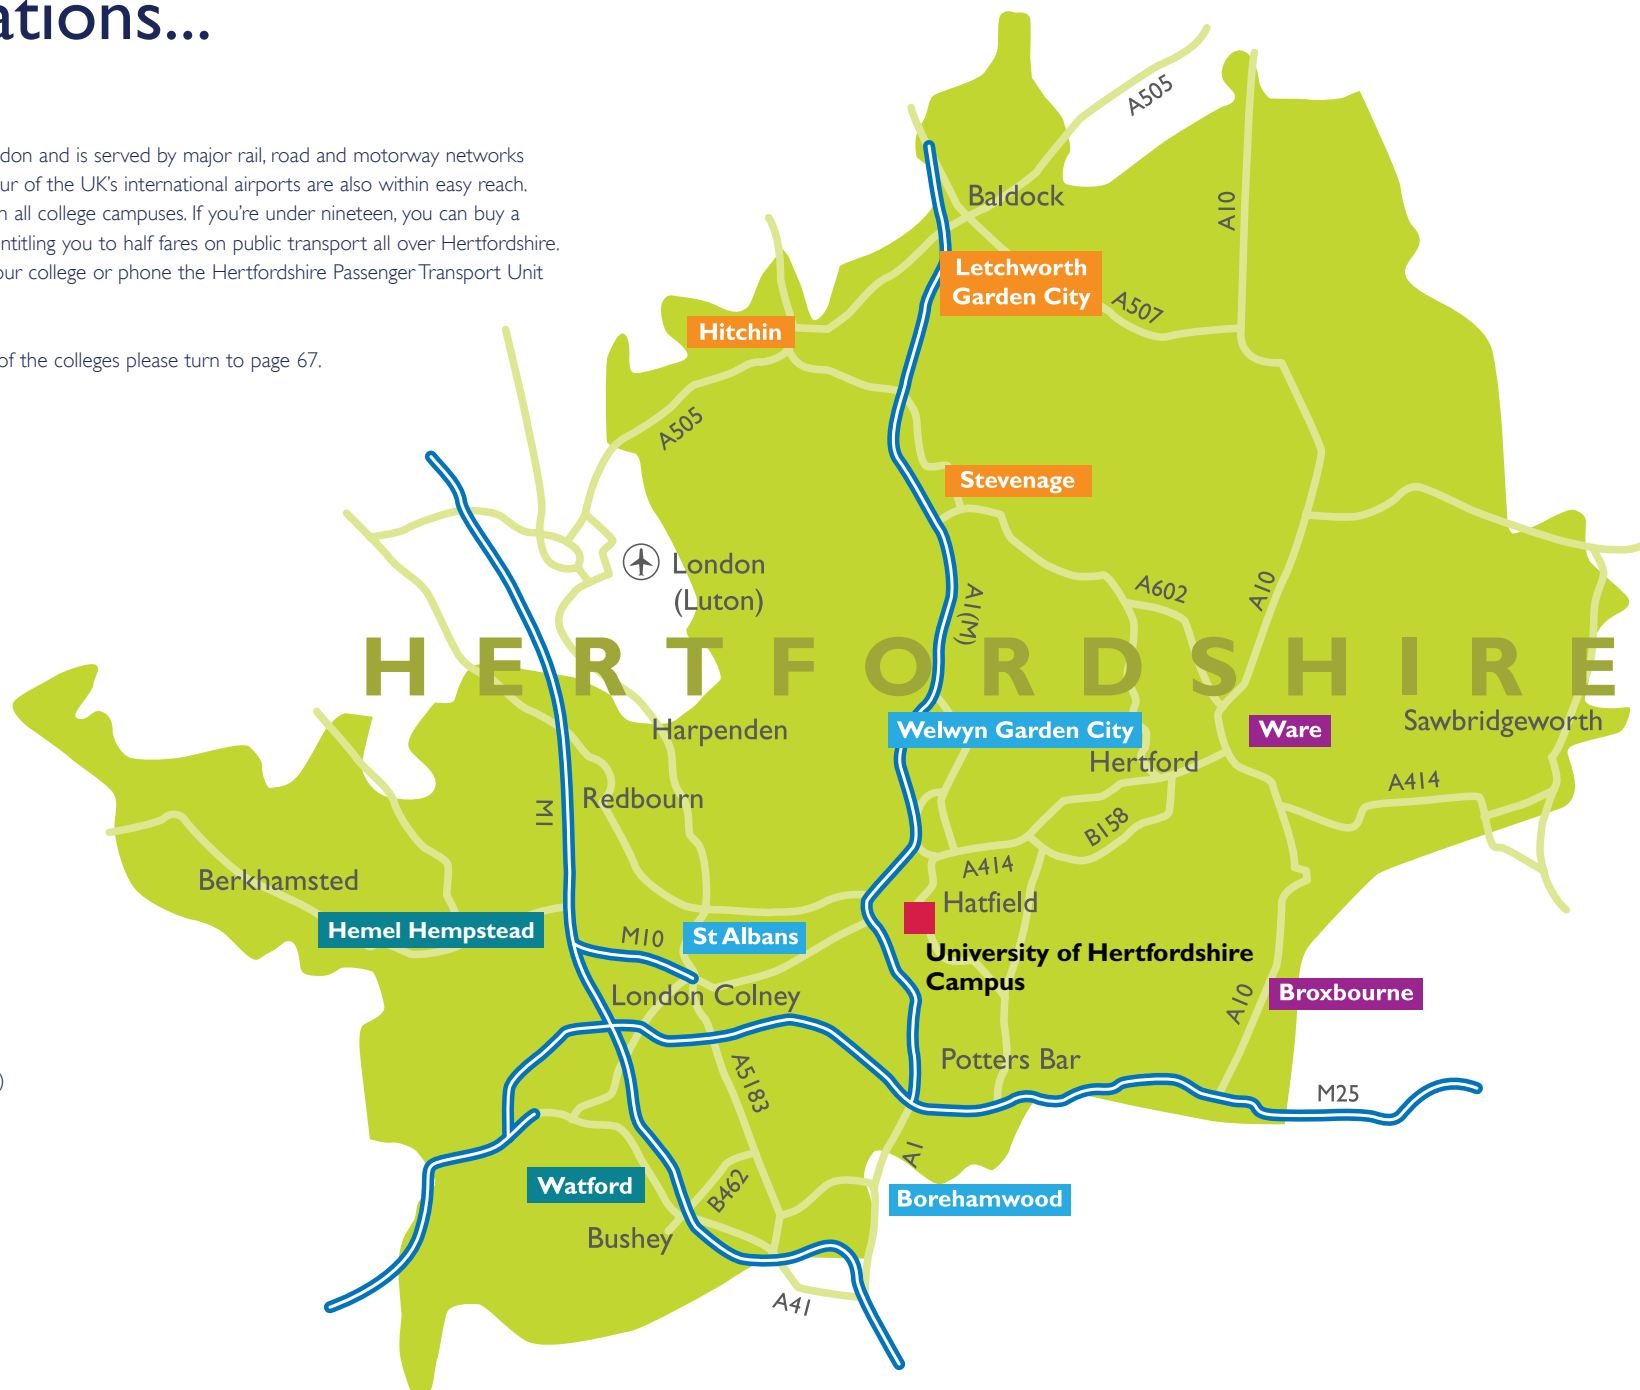 ations...
don and is served by major rail, road and motorway networks
ur of the UK's international airports are also within easy reach.
n all college campuses. If you're under nineteen, you can buy a
ntitling you to half fares on public transport all over Hertfordshire.
our college or phone the Hertfordshire Passenger Transport Unit
of the colleges please turn to page 67.
)
A505
Baldock
A10
Letchworth
Garden City
A507
Hitchin
A505
Stevenage
London
(Luton)
A1(M)
A602
A10
HERTFORDSHIRE
Harpenden
Welwyn Garden City
Ware
Sawbridgeworth
Hertford
A414
Redbourn
M1
B158
A414
Berkhamsted
Hatfield
Hemel Hempstead
M10
St Albans
University of Hertfordshire
Campus
London Colney
Broxbourne
A10
Potters Bar
A5183
M25
A1
Watford
B462
Borehamwood
Bushey
A41